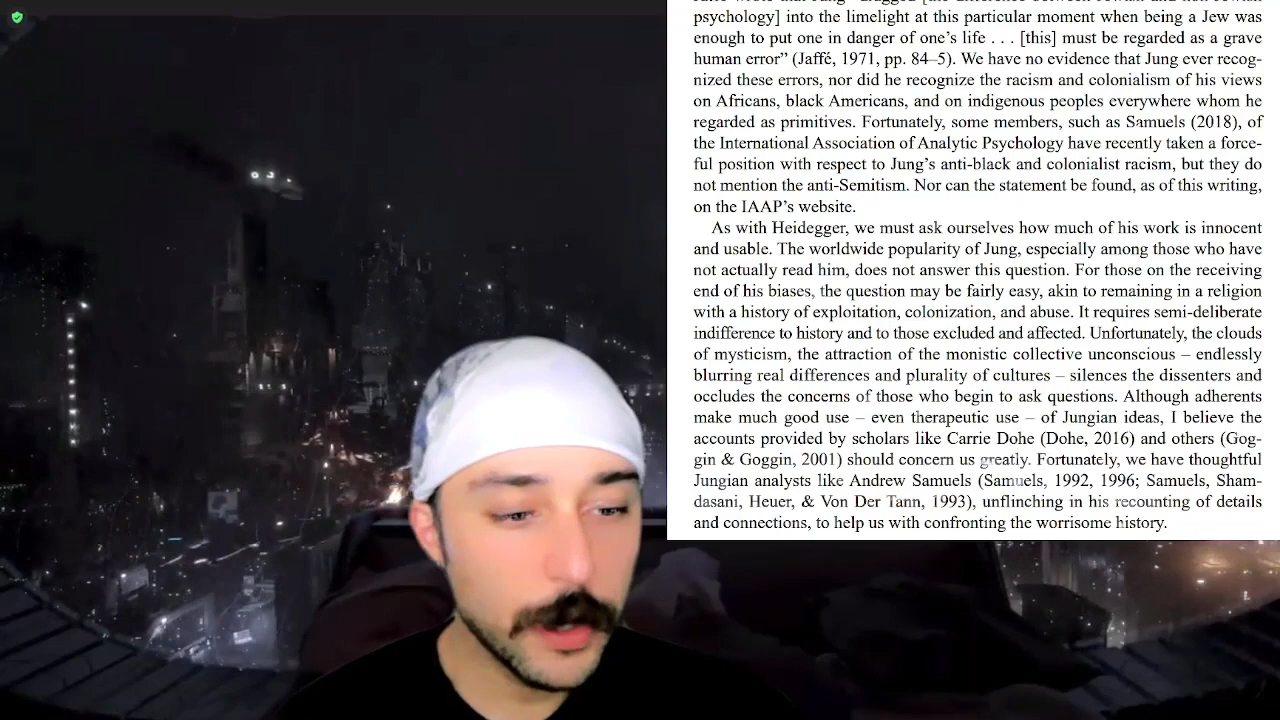 psychology] into the limelight at this particular moment when being a Jew was
enough to put one in danger of one’s life . . . [this] must be regarded as a grave
human error” (Jaffé, 1971, pp. 84–5). We have no evidence that Jung ever recog-
nized these errors, nor did he recognize the racism and colonialism of his views
on Africans, black Americans, and on indigenous peoples everywhere whom he
regarded as primitives. Fortunately, some members, such as Samuels (2018), of
the International Association of Analytic Psychology have recently taken a force-
ful position with respect to Jung’s anti-black and colonialist racism, but they do
not mention the anti-Semitism. Nor can the statement be found, as of this writing,
on the IAAP’s website.
As with Heidegger, we must ask ourselves how much of his work is innocent
and usable. The worldwide popularity of Jung, especially among those who have
not actually read him, does not answer this question. For those on the receiving
end of his biases, the question may be fairly easy, akin to remaining in a religion
with a history of exploitation, colonization, and abuse. It requires semi-deliberate
indifference to history and to those excluded and affected. Unfortunately, the clouds
of mysticism, the attraction of the monistic collective unconscious – endlessly
blurring real differences and plurality of cultures – silences the dissenters and
occludes the concerns of those who begin to ask questions. Although adherents
make much good use – even therapeutic use – of Jungian ideas, I believe the
accounts provided by scholars like Carrie Dohe (Dohe, 2016) and others (Gog-
gin & Goggin, 2001) should concern us greatly. Fortunately, we have thoughtful
Jungian analysts like Andrew Samuels (Samuels, 1992, 1996; Samuels, Sham-
dasani, Heuer, & Von Der Tann, 1993), unflinching in his recounting of details
and connections, to help us with confronting the worrisome history.